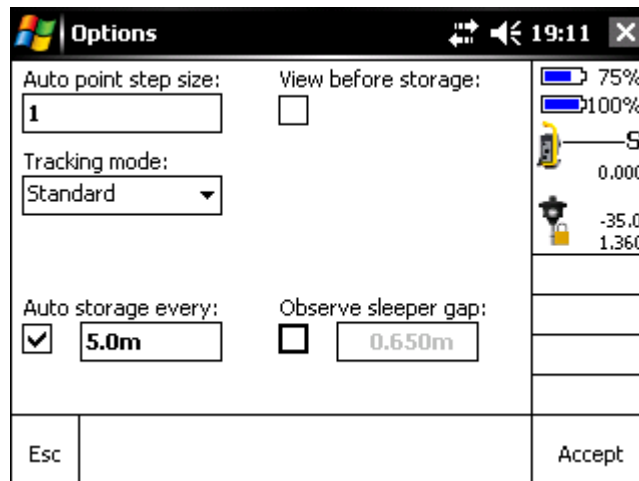 Options 19:11
Auto point step size: View before storage:
1
Tracking mode:
Standard
Auto storage every: Observe sleeper gap:
5.0m 0.650m
75%
100%
S
0.000
-35.0
1.360
Esc Accept